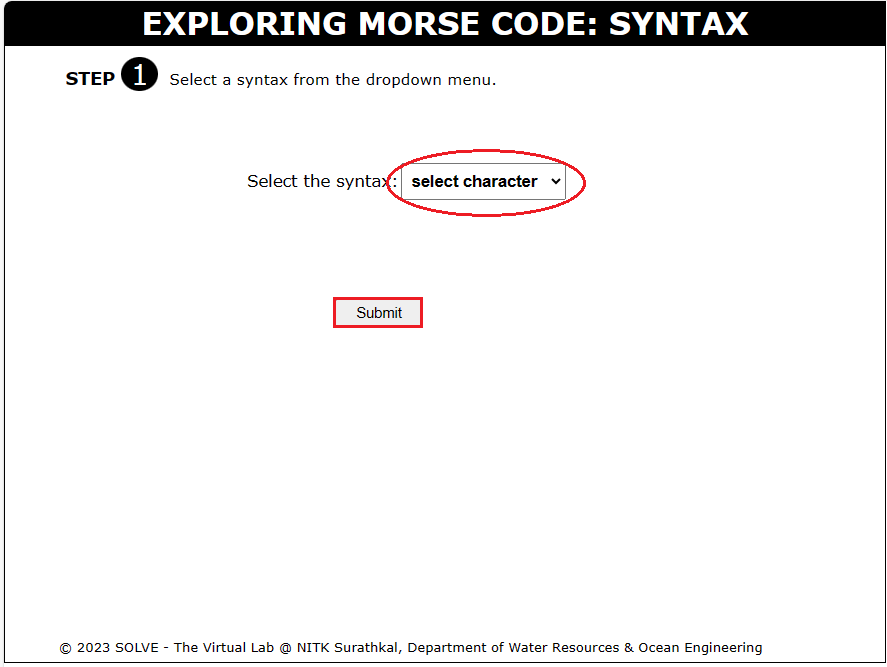 EXPLORING MORSE CODE: SYNTAX
STEP 1 Select a syntax from the dropdown menu.
Select the syntax: select character
Submit
© 2023 SOLVE - The Virtual Lab @ NITK Surathkal, Department of Water Resources & Ocean Engineering